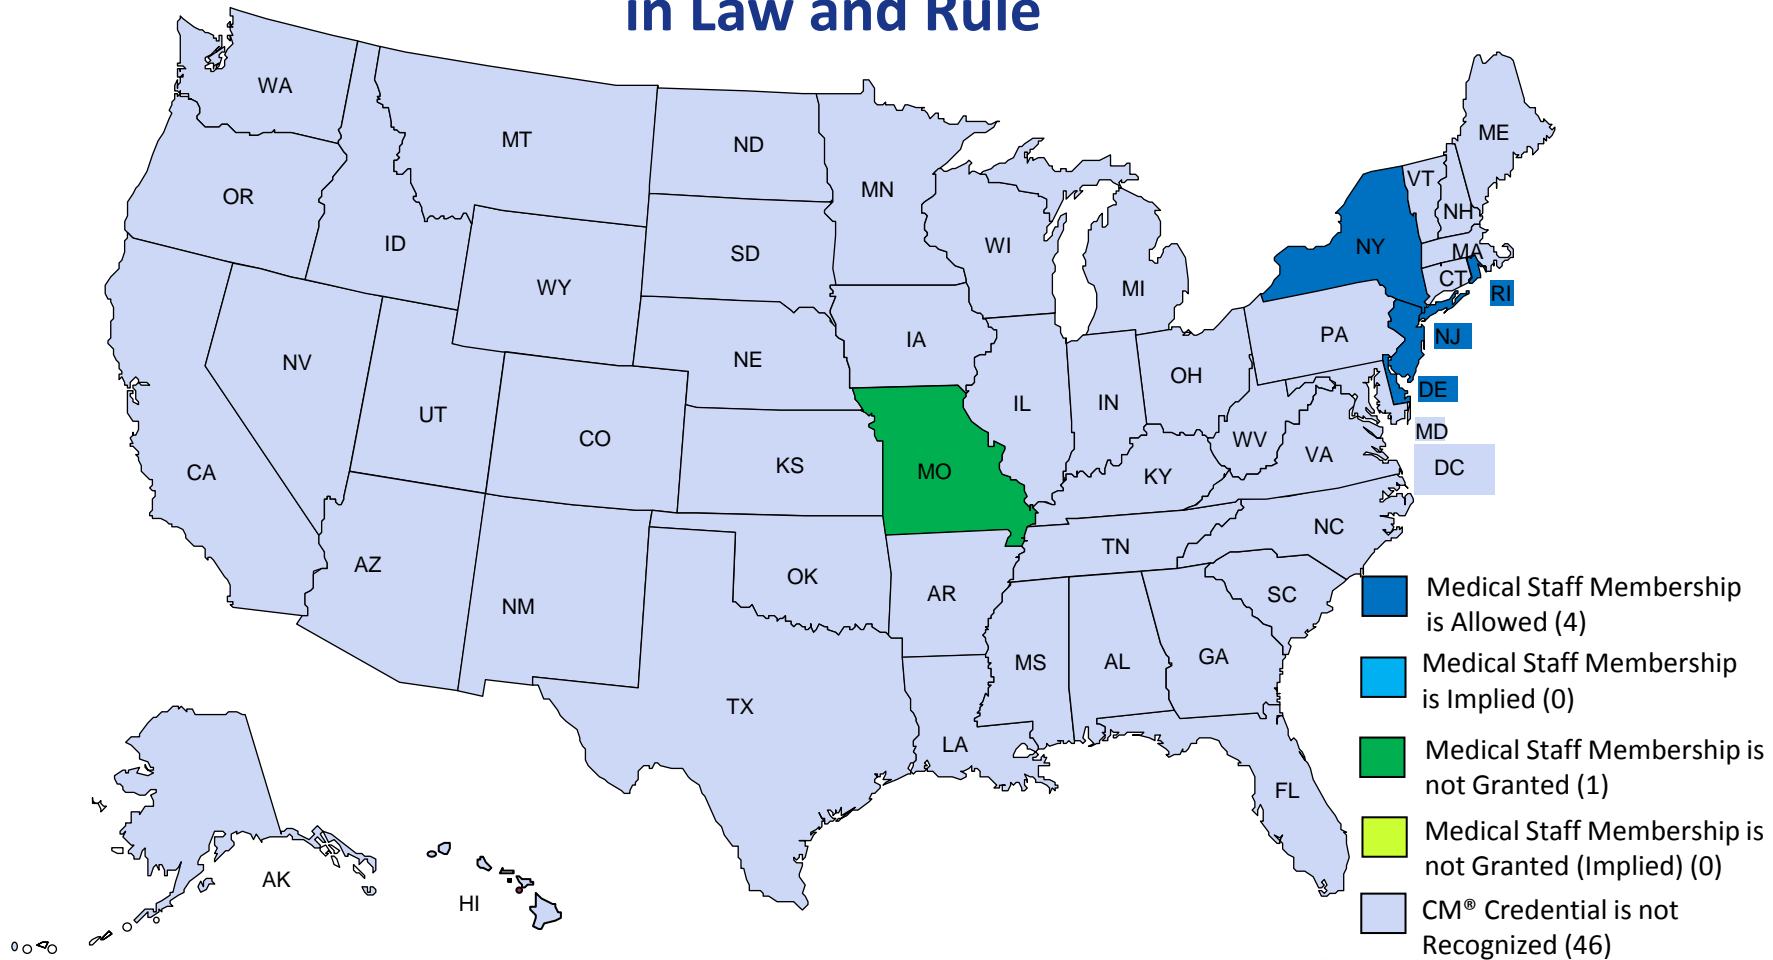 in Law and Rule
WA
MT
ND
MN
ME
OR
ID
SD
WI
VT
NH
NY
MA
WY
MI
CT
RI
IA
PA
NJ
NV
NE
OH
DE
UT
CO
IL
IN
MD
CA
KS
MO
WV
VA
DC
KY
AZ
NM
OK
AR
TN
NC
SC
MS
AL
GA
TX
LA
FL
AK
HI
Medical Staff Membership
is Allowed (4)
Medical Staff Membership
is Implied (0)
Medical Staff Membership is
not Granted (1)
Medical Staff Membership is
not Granted (Implied) (0)
CM® Credential is not
Recognized (46)